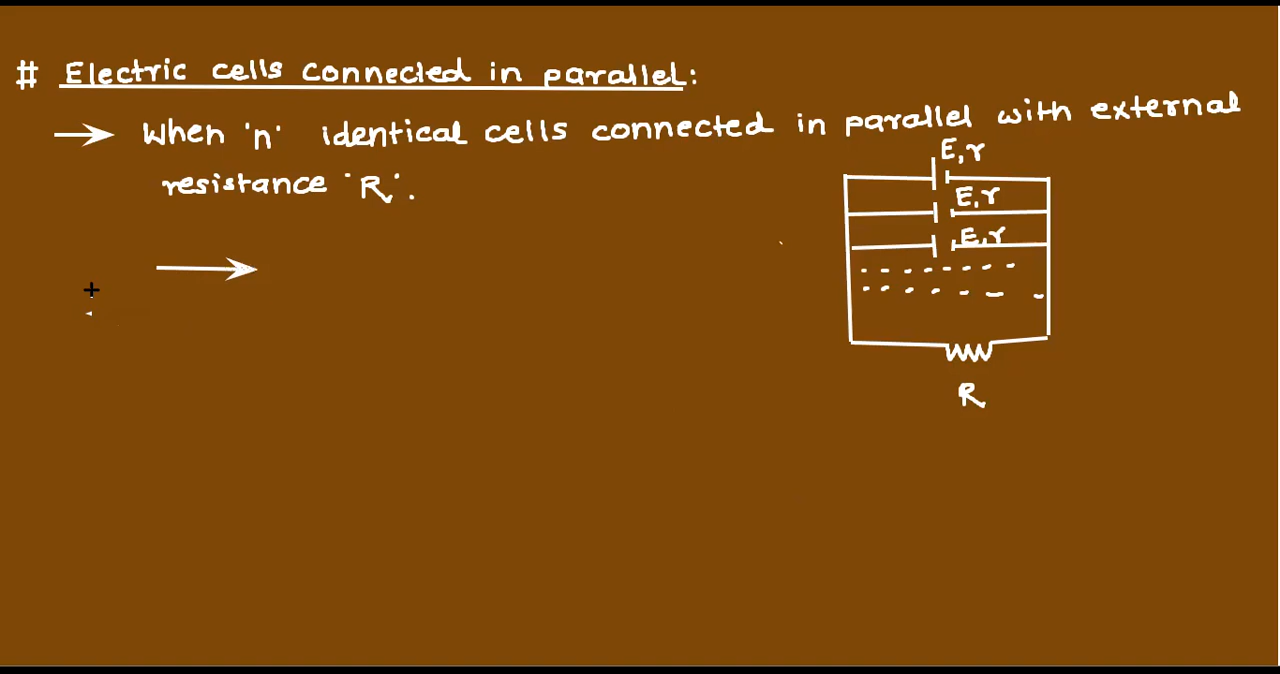 # Electric cells connected in parallel:
→ When 'n' identical cells connected in parallel with external
resistance 'R'.
E, r
E, r
E, r
R